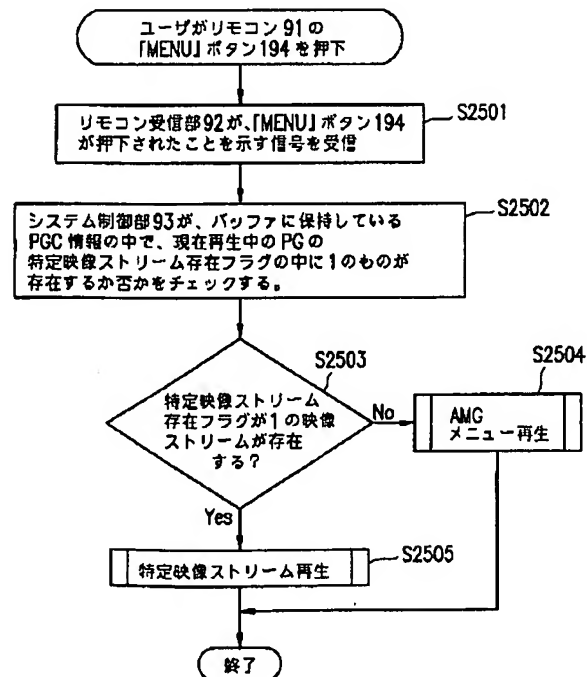 ユーザがリモコン91の
「MENU」ボタン194を押下
S2501
リモコン受信部92が、「MENU」ボタン194
が押下されたことを示す信号を受信
S2502
システム制御部93が、バッファに保持している
PGC情報の中で、現在再生中のPGの
特定映像ストリーム存在フラグの中に1のものが
存在するか否かをチェックする。
S2503
特定映像ストリーム
存在フラグが1の映像
ストリームが存在
する?
No
S2504
AMG
メニュー再生
Yes
S2505
特定映像ストリーム再生
終了